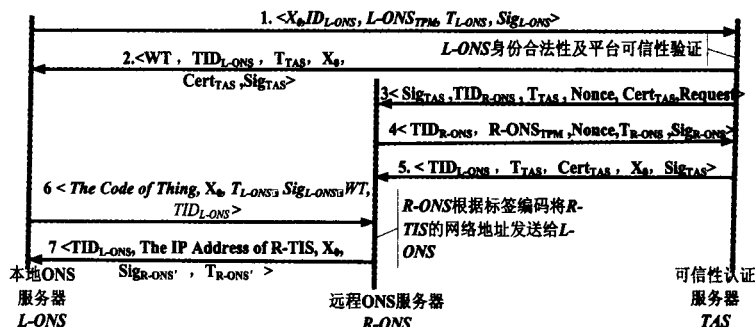 1. <X₀,ID_L-ONS, L-ONS_TPM, T_L-ONS, Sig_L-ONS>
L-ONS身份合法性及平台可信性验证
2.<WT , TID_L-ONS , T_TAS , X₀,
Cert_TAS ,Sig_TAS>
3< Sig_TAS ,TID_R-ONS , T_TAS , Nonce, Cert_TAS,Request>
4< TID_R-ONS, R-ONS_TPM ,Nonce,T_R-ONS ,Sig_R-ONS>
5. < TID_L-ONS , T_TAS, Cert_TAS , X₀, Sig_TAS>
6 < The Code of Thing, X₀, T_L-ONS Sig_L-ONS WT,
TID_L-ONS>
R-ONS根据标签编码将R-
TIS的网络地址发送给L-
ONS
7 <TID_L-ONS, The IP Address of R-TIS, X₀,
Sig_R-ONS' , T_R-ONS' >
本地ONS
服务器
L-ONS
远程ONS服务器
R-ONS
可信性认证
服务器
TAS